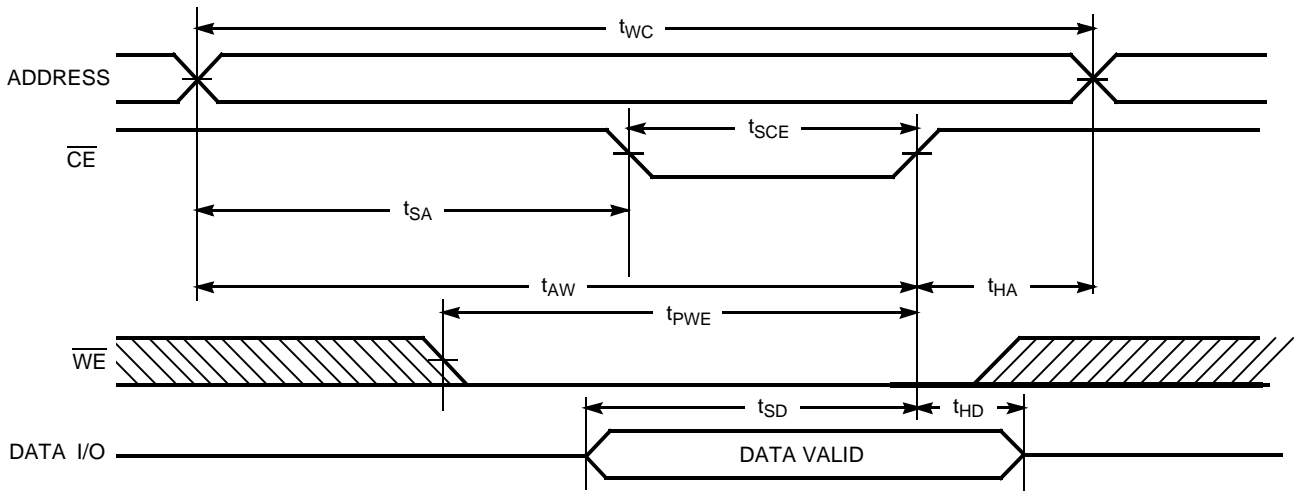 tWC
ADDRESS
tSCE
CE
tSA
tAW
tHA
tPWE
WE
tSD
tHD
DATA I/O
DATA VALID